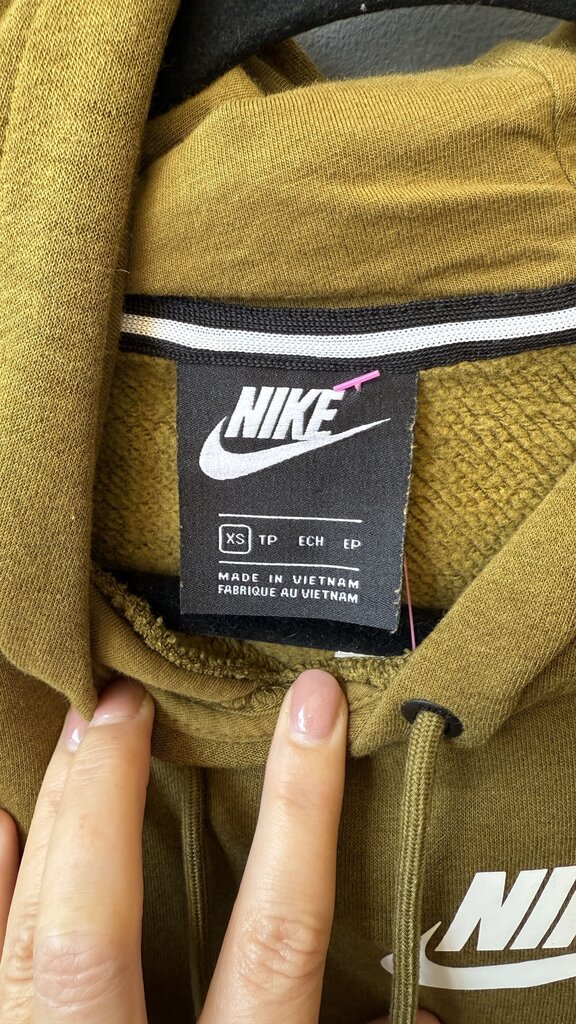 NIKE
XS TP ECH EP
MADE IN VIETNAM
FABRIQUE AU VIETNAM